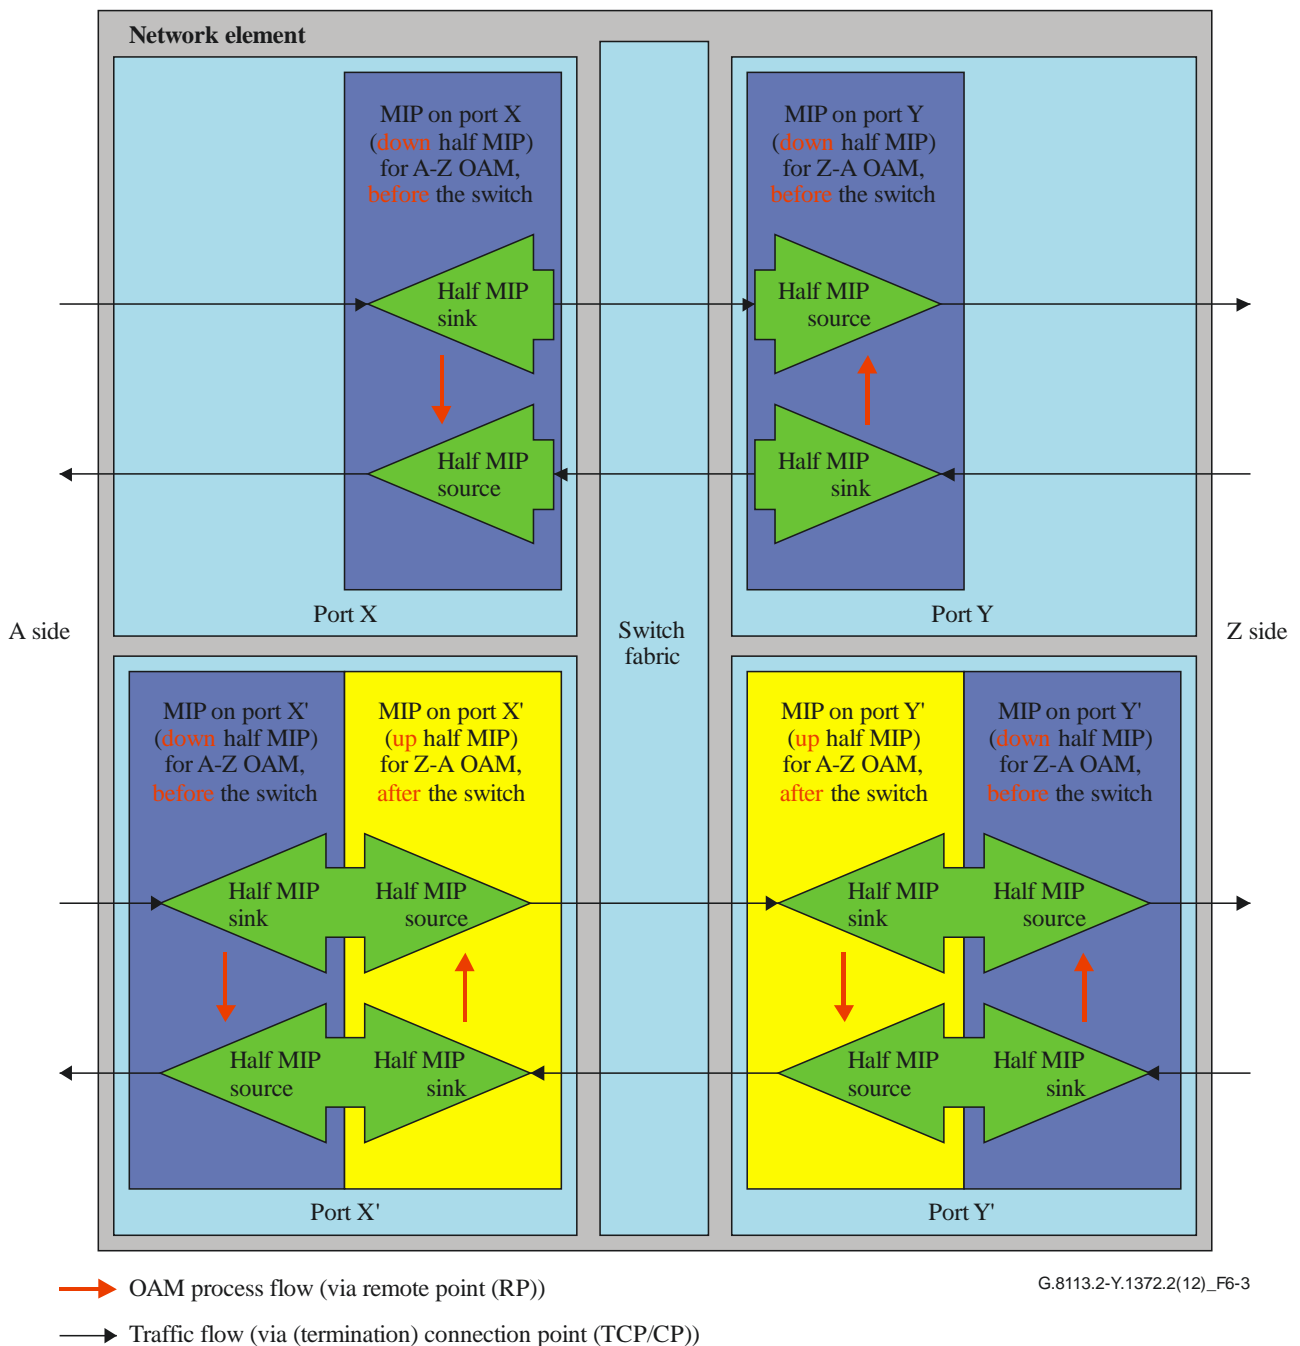 Network element
MIP on port X
(down half MIP)
for A-Z OAM,
before the switch
MIP on port Y
(down half MIP)
for Z-A OAM,
before the switch
Half MIP
sink
Half MIP
source
Half MIP
source
Half MIP
sink
Port X
Port Y
A side
Switch
fabric
Z side
MIP on port X'
(down half MIP)
for A-Z OAM,
before the switch
MIP on port X'
(up half MIP)
for Z-A OAM,
after the switch
MIP on port Y'
(up half MIP)
for A-Z OAM,
after the switch
MIP on port Y'
(down half MIP)
for Z-A OAM,
before the switch
Half MIP
sink
Half MIP
source
Half MIP
sink
Half MIP
source
Half MIP
source
Half MIP
sink
Half MIP
source
Half MIP
sink
Port X'
Port Y'
OAM process flow (via remote point (RP))
G.8113.2-Y.1372.2(12)_F6-3
Traffic flow (via (termination) connection point (TCP/CP))